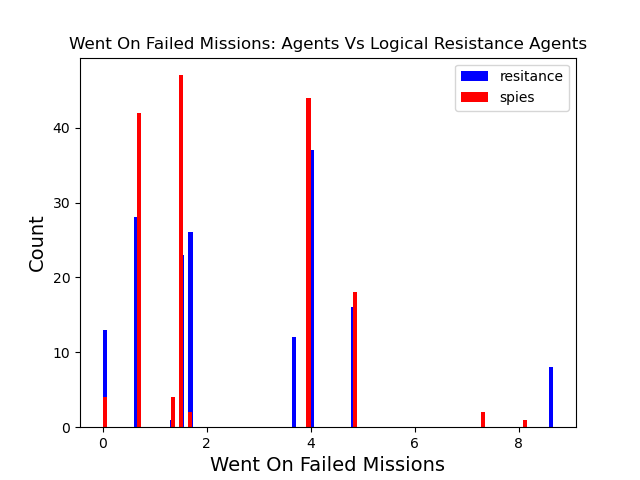 Went On Failed Missions: Agents Vs Logical Resistance Agents
resitance
spies
Count
40
30
20
10
0
0 2 4 6 8
Went On Failed Missions